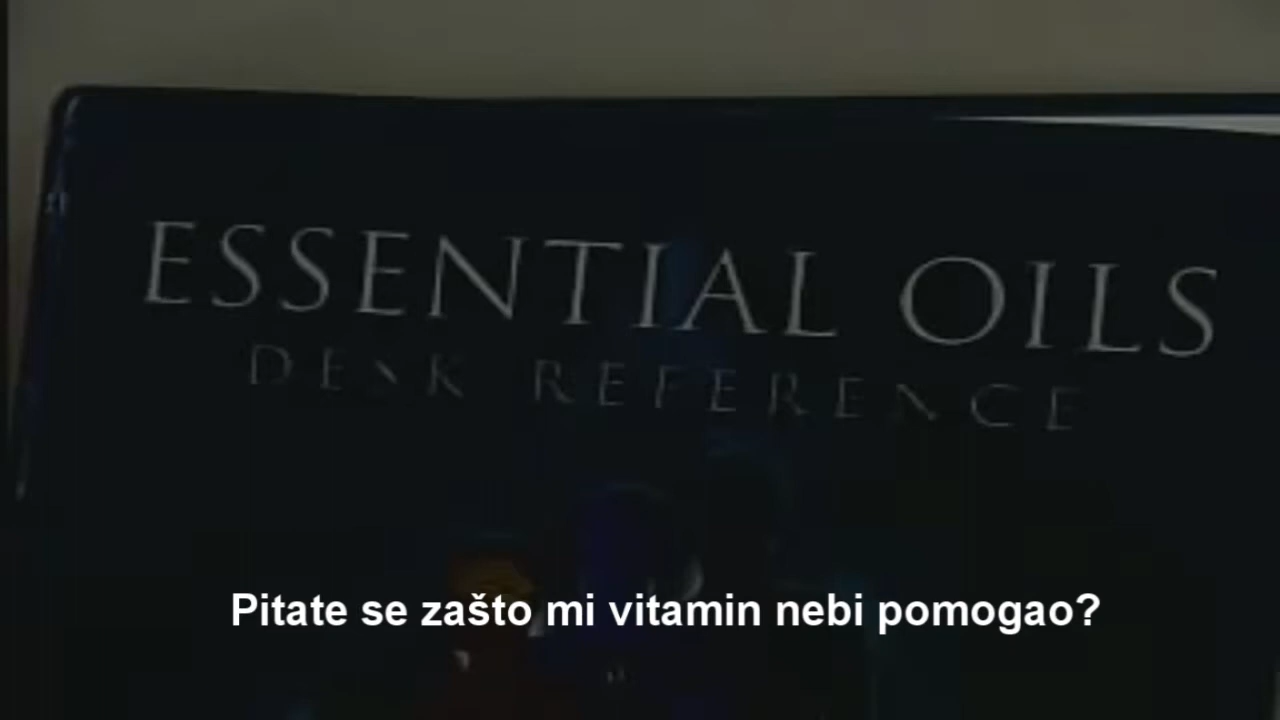 ESSENTIAL OILS
DESK REFERENCE
Pitate se zašto mi vitamin nebi pomogao?